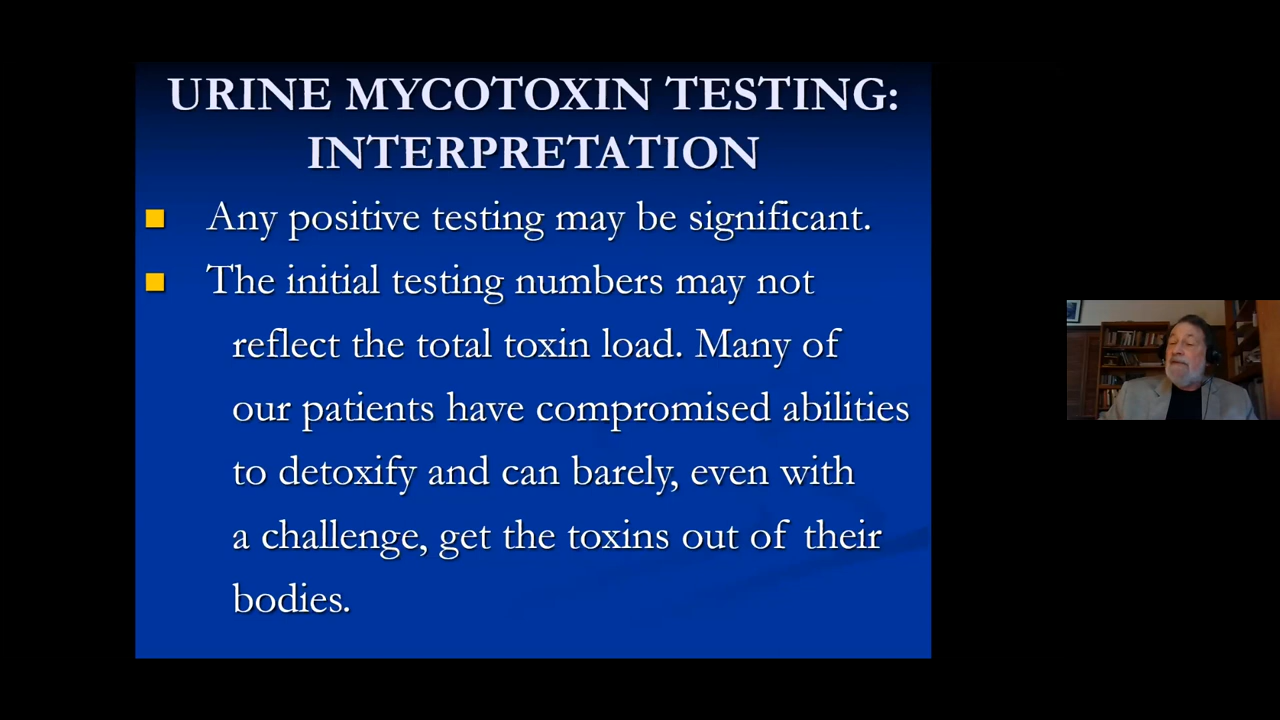 URINE MYCOTOXIN TESTING:
INTERPRETATION
Any positive testing may be significant.
The initial testing numbers may not
reflect the total toxin load. Many of
our patients have compromised abilities
to detoxify and can barely, even with
a challenge, get the toxins out of their
bodies.